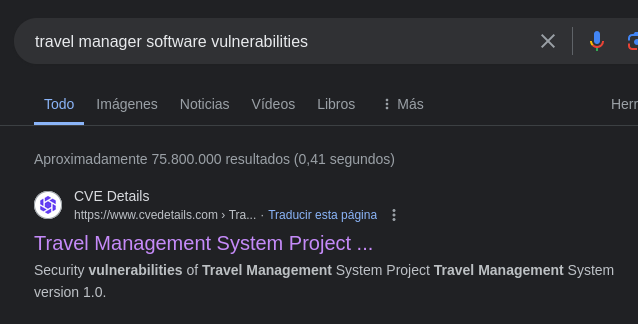 travel manager software vulnerabilities
Todo Imágenes Noticias Vídeos Libros Más Herr
Aproximadamente 75.800.000 resultados (0,41 segundos)
CVE Details
https://www.cvedetails.com › Tra... · Traducir esta página
Travel Management System Project ...
Security vulnerabilities of Travel Management System Project Travel Management System
version 1.0.